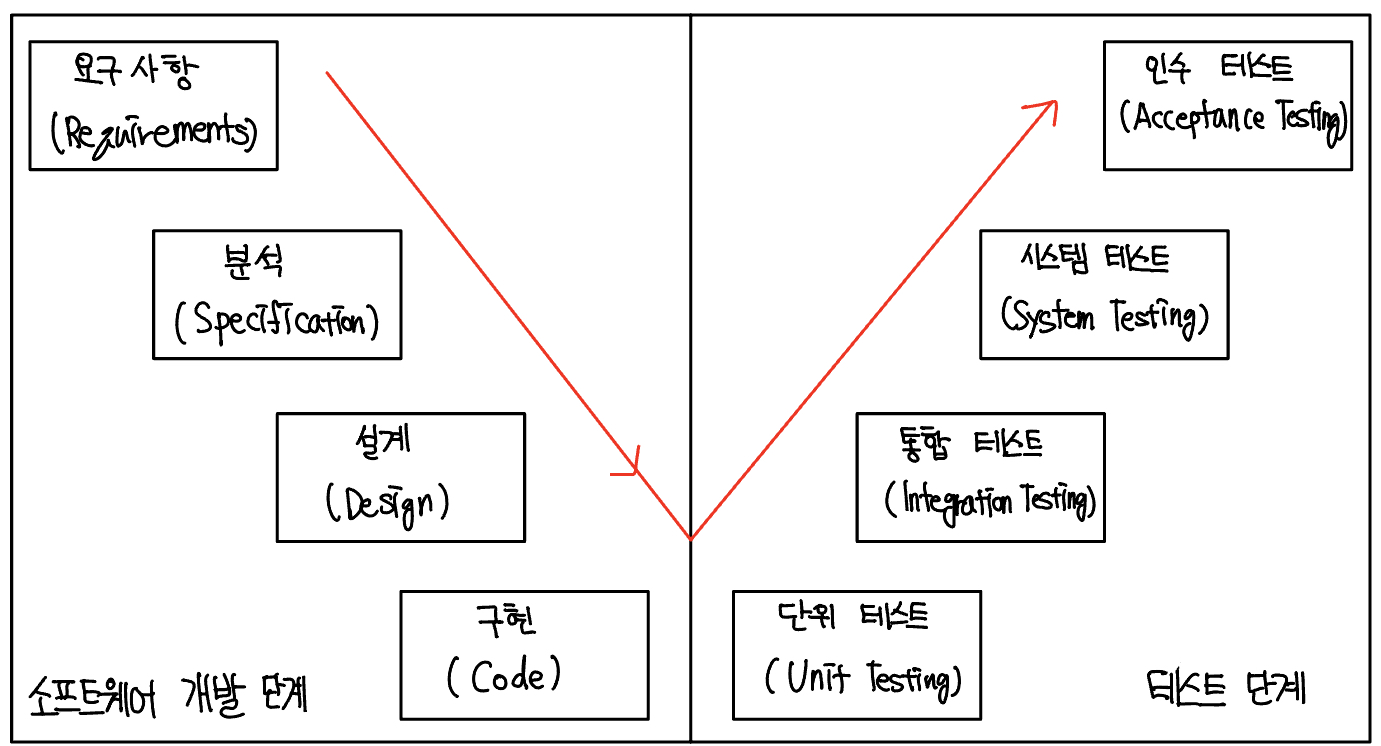 요구사항
(Requirements)
분석
(Specification)
설계
(Design)
구현
(Code)
소프트웨어 개발 단계
인수 테스트
(Acceptance Testing)
시스템 테스트
(System Testing)
통합 테스트
(Integration Testing)
단위 테스트
(Unit Testing)
테스트 단계